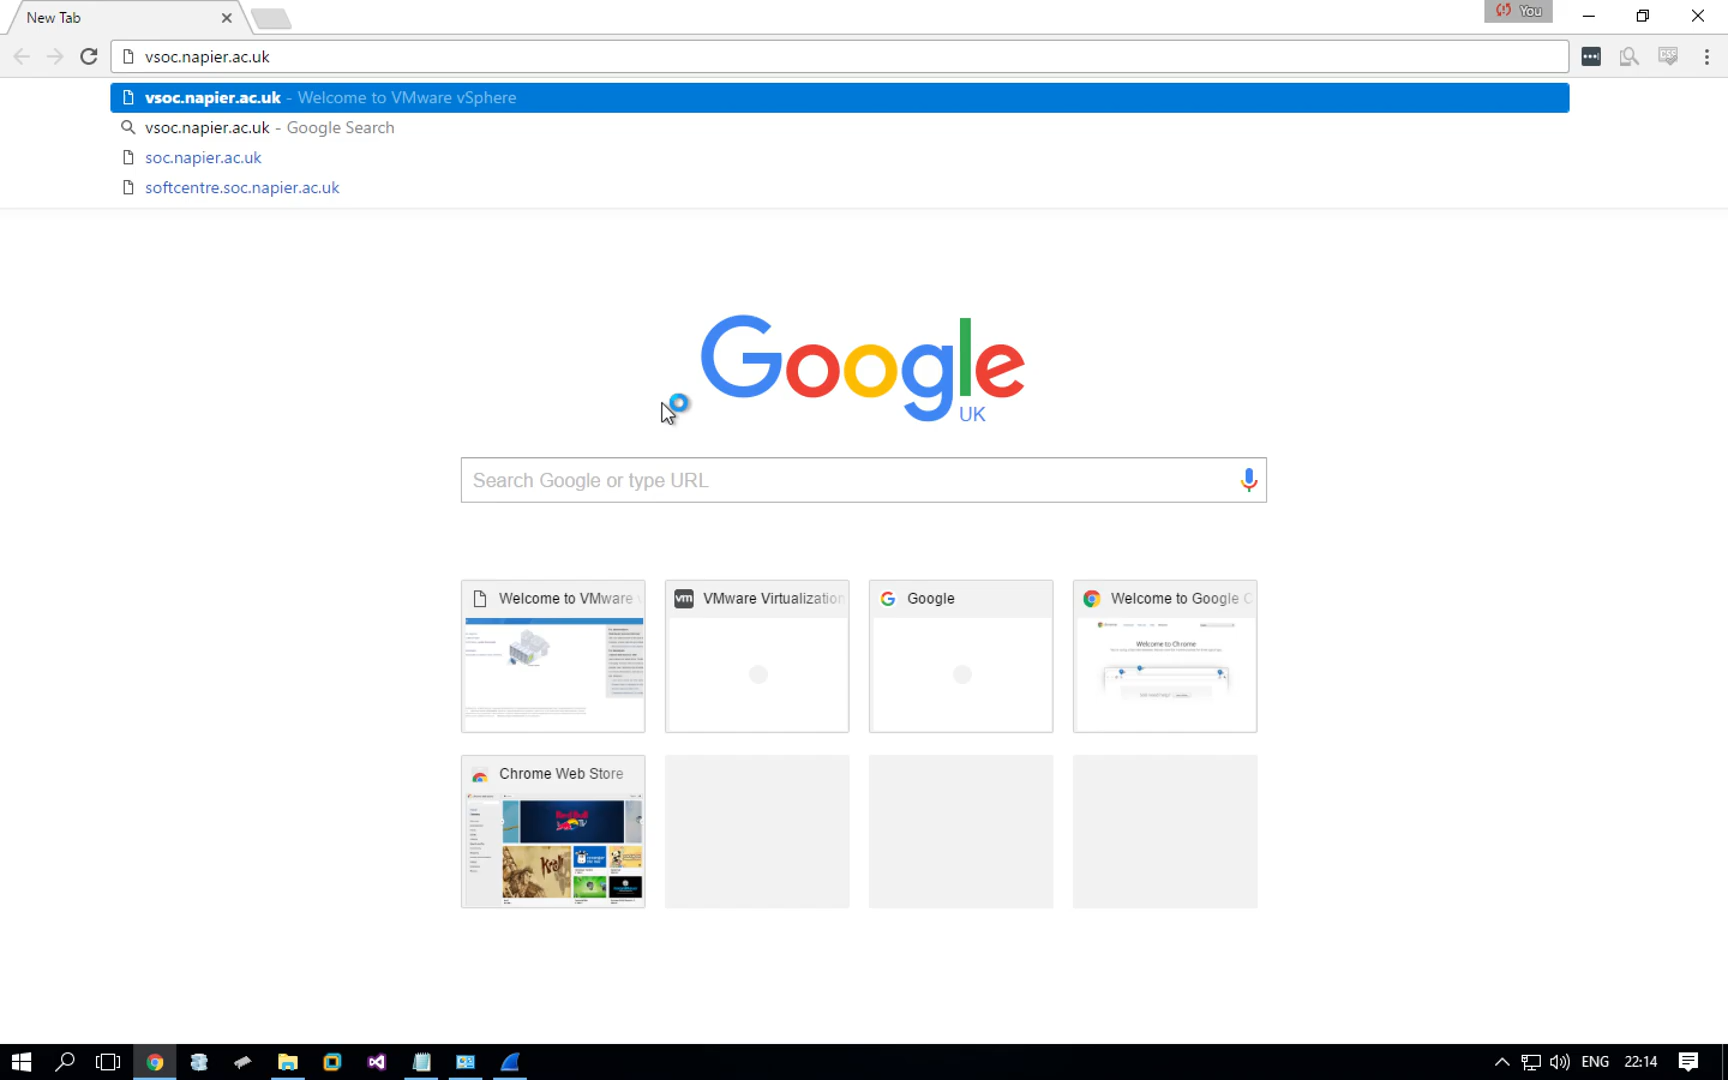 New Tab
You
vsoc.napier.ac.uk
vsoc.napier.ac.uk - Welcome to VMware vSphere
vsoc.napier.ac.uk - Google Search
soc.napier.ac.uk
softcentre.soc.napier.ac.uk
Google
UK
Search Google or type URL
Welcome to VMware
VMware Virtualization
Google
Welcome to Google C
Welcome to Chrome
Chrome Web Store
ENG
22:14